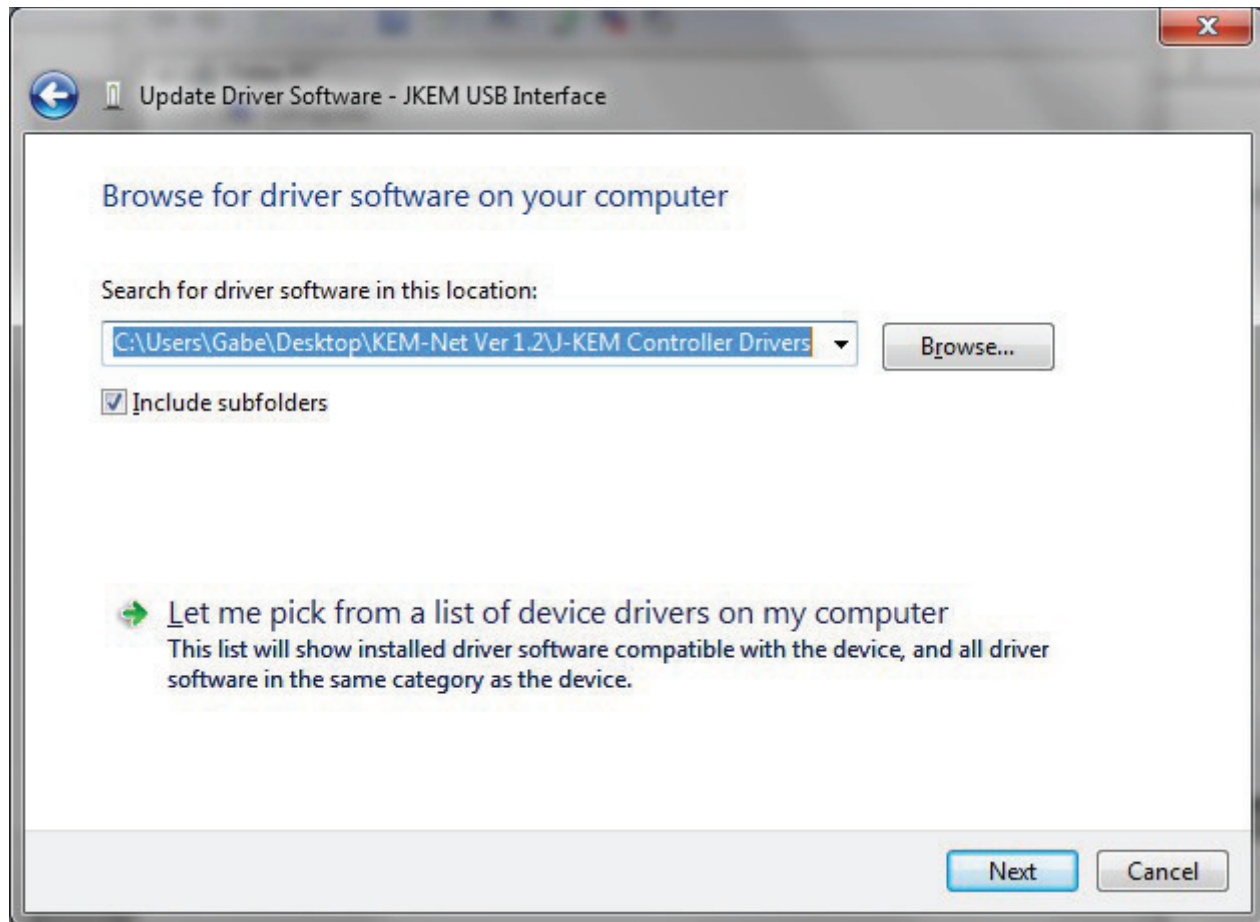 Update Driver Software - JKEM USB Interface
Browse for driver software on your computer
Search for driver software in this location:
C:\Users\Gabe\Desktop\KEM-Net Ver 1.2\J-KEM Controller Drivers
Browse...
Include subfolders
Let me pick from a list of device drivers on my computer
This list will show installed driver software compatible with the device, and all driver
software in the same category as the device.
Next
Cancel